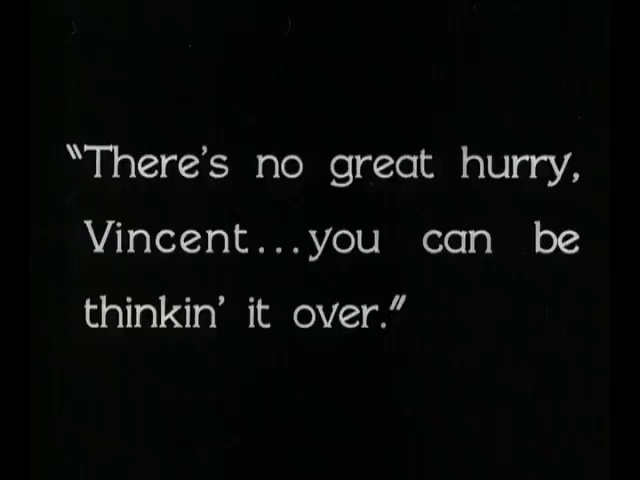 "There's no great hurry,
Vincent...you can be
thinkin' it over."